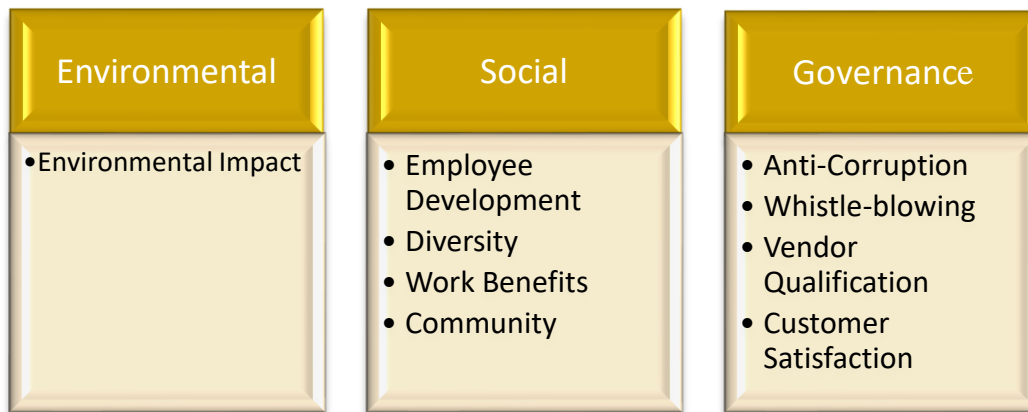 Environmental
•Environmental Impact
Social
• Employee
Development
• Diversity
• Work Benefits
• Community
Governance
• Anti-Corruption
• Whistle-blowing
• Vendor
Qualification
• Customer
Satisfaction